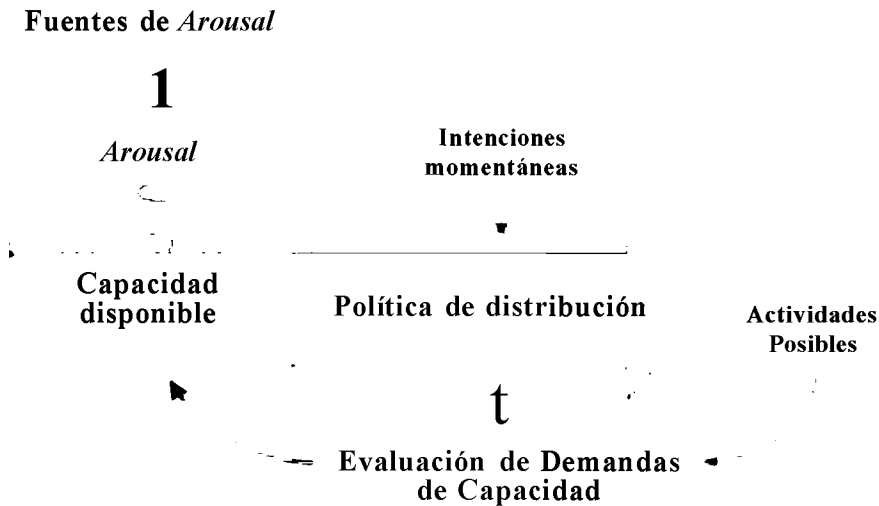 Fuentes de Arousal
1
Arousal
Intenciones
momentáneas
Capacidad
disponible
Política de distribución
Actividades
Posibles
t
Evaluación de Demandas
de Capacidad